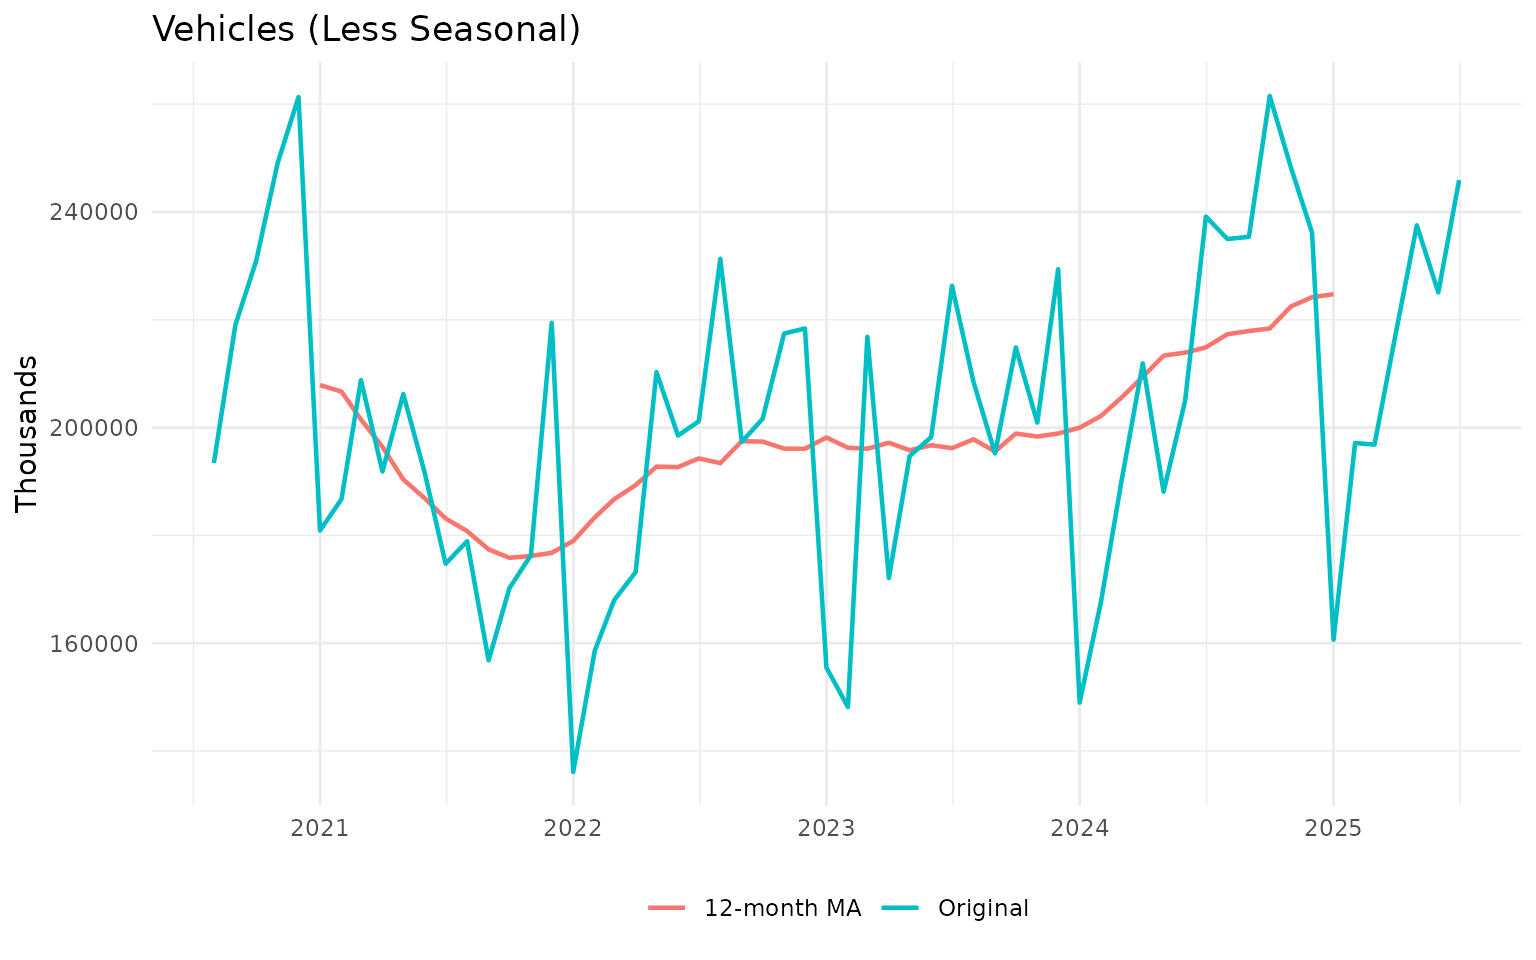 Vehicles (Less Seasonal)
Thousands
240000
200000
160000
2021 2022 2023 2024 2025
12-month MA Original